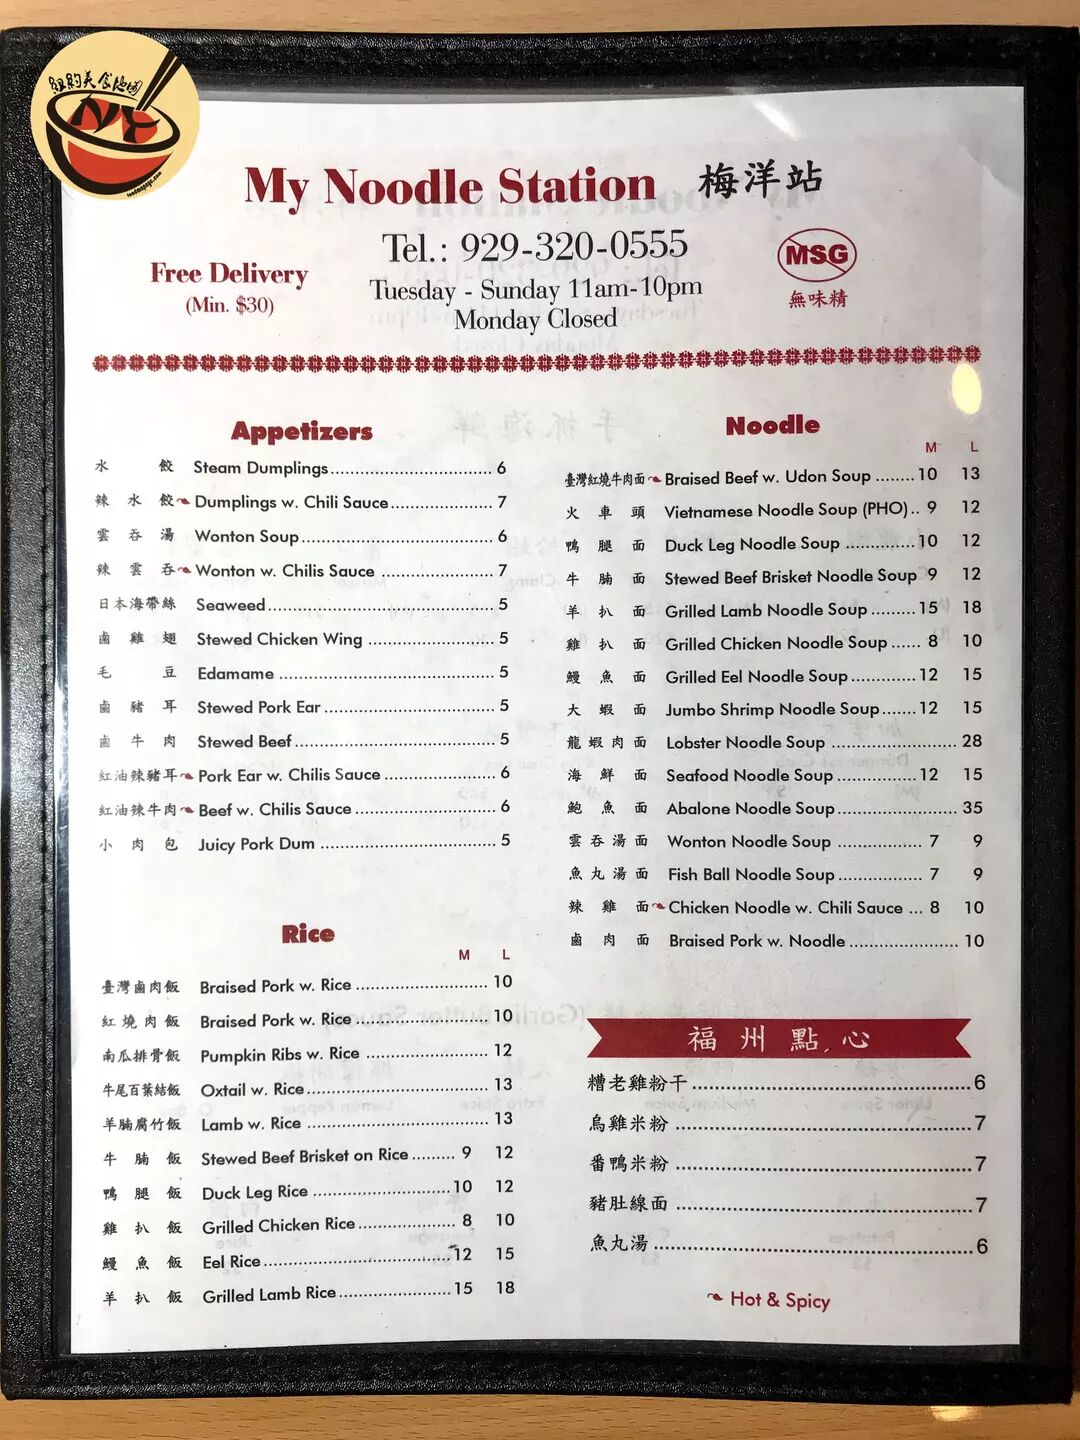 紐約美食地圖
NY
foodmapnyc.com
My Noodle Station 梅洋站
Tel.: 929-320-0555
Free Delivery
(Min. $30)
Tuesday - Sunday 11am-10pm
Monday Closed
MSG
無味精
Appetizers
水餃 Steam Dumplings 6
辣水餃 Dumplings w. Chili Sauce 7
雲吞湯 Wonton Soup 6
辣雲吞 Wonton w. Chilis Sauce 7
日本海帶絲 Seaweed 5
鹵雞翅 Stewed Chicken Wing 5
毛豆 Edamame 5
鹵豬耳 Stewed Pork Ear 5
鹵牛肉 Stewed Beef 5
紅油辣豬耳 Pork Ear w. Chilis Sauce 6
紅油辣牛肉 Beef w. Chilis Sauce 6
小肉包 Juicy Pork Dum 5
Rice
M L
臺灣鹵肉飯 Braised Pork w. Rice 10
紅燒肉飯 Braised Pork w. Rice 10
南瓜排骨飯 Pumpkin Ribs w. Rice 12
牛尾百葉結飯 Oxtail w. Rice 13
羊腩腐竹飯 Lamb w. Rice 13
牛腩飯 Stewed Beef Brisket on Rice 9 12
鴨腿飯 Duck Leg Rice 10 12
雞扒飯 Grilled Chicken Rice 8 10
鰻魚飯 Eel Rice 12 15
羊扒飯 Grilled Lamb Rice 15 18
Noodle
M L
臺灣紅燒牛肉面 Braised Beef w. Udon Soup 10 13
火車頭 Vietnamese Noodle Soup (PHO) 9 12
鴨腿面 Duck Leg Noodle Soup 10 12
牛腩面 Stewed Beef Brisket Noodle Soup 9 12
羊扒面 Grilled Lamb Noodle Soup 15 18
雞扒面 Grilled Chicken Noodle Soup 8 10
鰻魚面 Grilled Eel Noodle Soup 12 15
大蝦面 Jumbo Shrimp Noodle Soup 12 15
龍蝦肉面 Lobster Noodle Soup 28
海鮮面 Seafood Noodle Soup 12 15
鮑魚面 Abalone Noodle Soup 35
雲吞湯面 Wonton Noodle Soup 7 9
魚丸湯面 Fish Ball Noodle Soup 7 9
辣雞面 Chicken Noodle w. Chili Sauce 8 10
鹵肉面 Braised Pork w. Noodle 10
福州點心
糟老雞粉干 6
烏雞米粉 7
番鴨米粉 7
豬肚線面 7
魚丸湯 6
Hot & Spicy